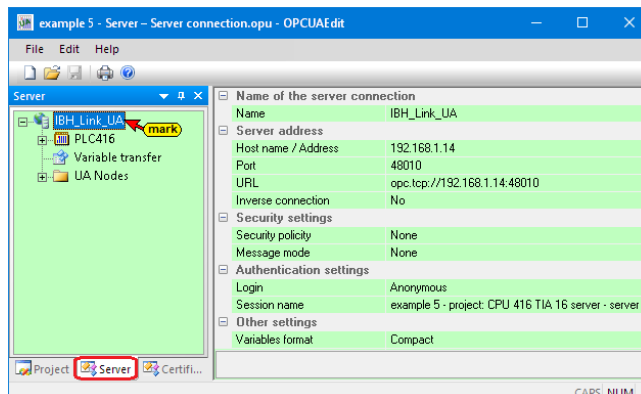 example 5 - Server – Server connection.opu - OPCUAEdit
File Edit Help
Server
IBH_Link_UA
mark
PLC416
Variable transfer
UA Nodes
Name of the server connection
Name IBH_Link_UA
Server address
Host name / Address 192.168.1.14
Port 48010
URL opc.tcp://192.168.1.14:48010
Inverse connection No
Security settings
Security policity None
Message mode None
Authentication settings
Login Anonymous
Session name example 5 - project: CPU 416 TIA 16 server - server
Other settings
Variables format Compact
Project Server Certifi...
CAPS NUM